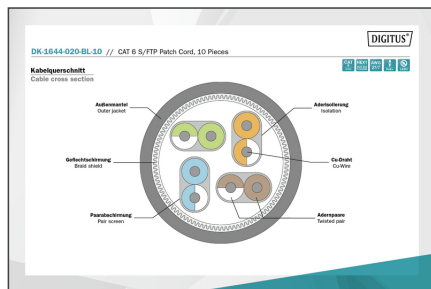 DIGITUS®
DK-1644-020-BL-10 // CAT 6 S/FTP Patch Cord, 10 Pieces
Kabelquerschnitt
Cable cross section
Außenmantel
Outer jacket
Aderisolierung
Isolation
Geflechtschirmung
Braid shield
Cu-Draht
Cu-Wire
Paarabschirmung
Pair screen
Adernpaare
Twisted pair